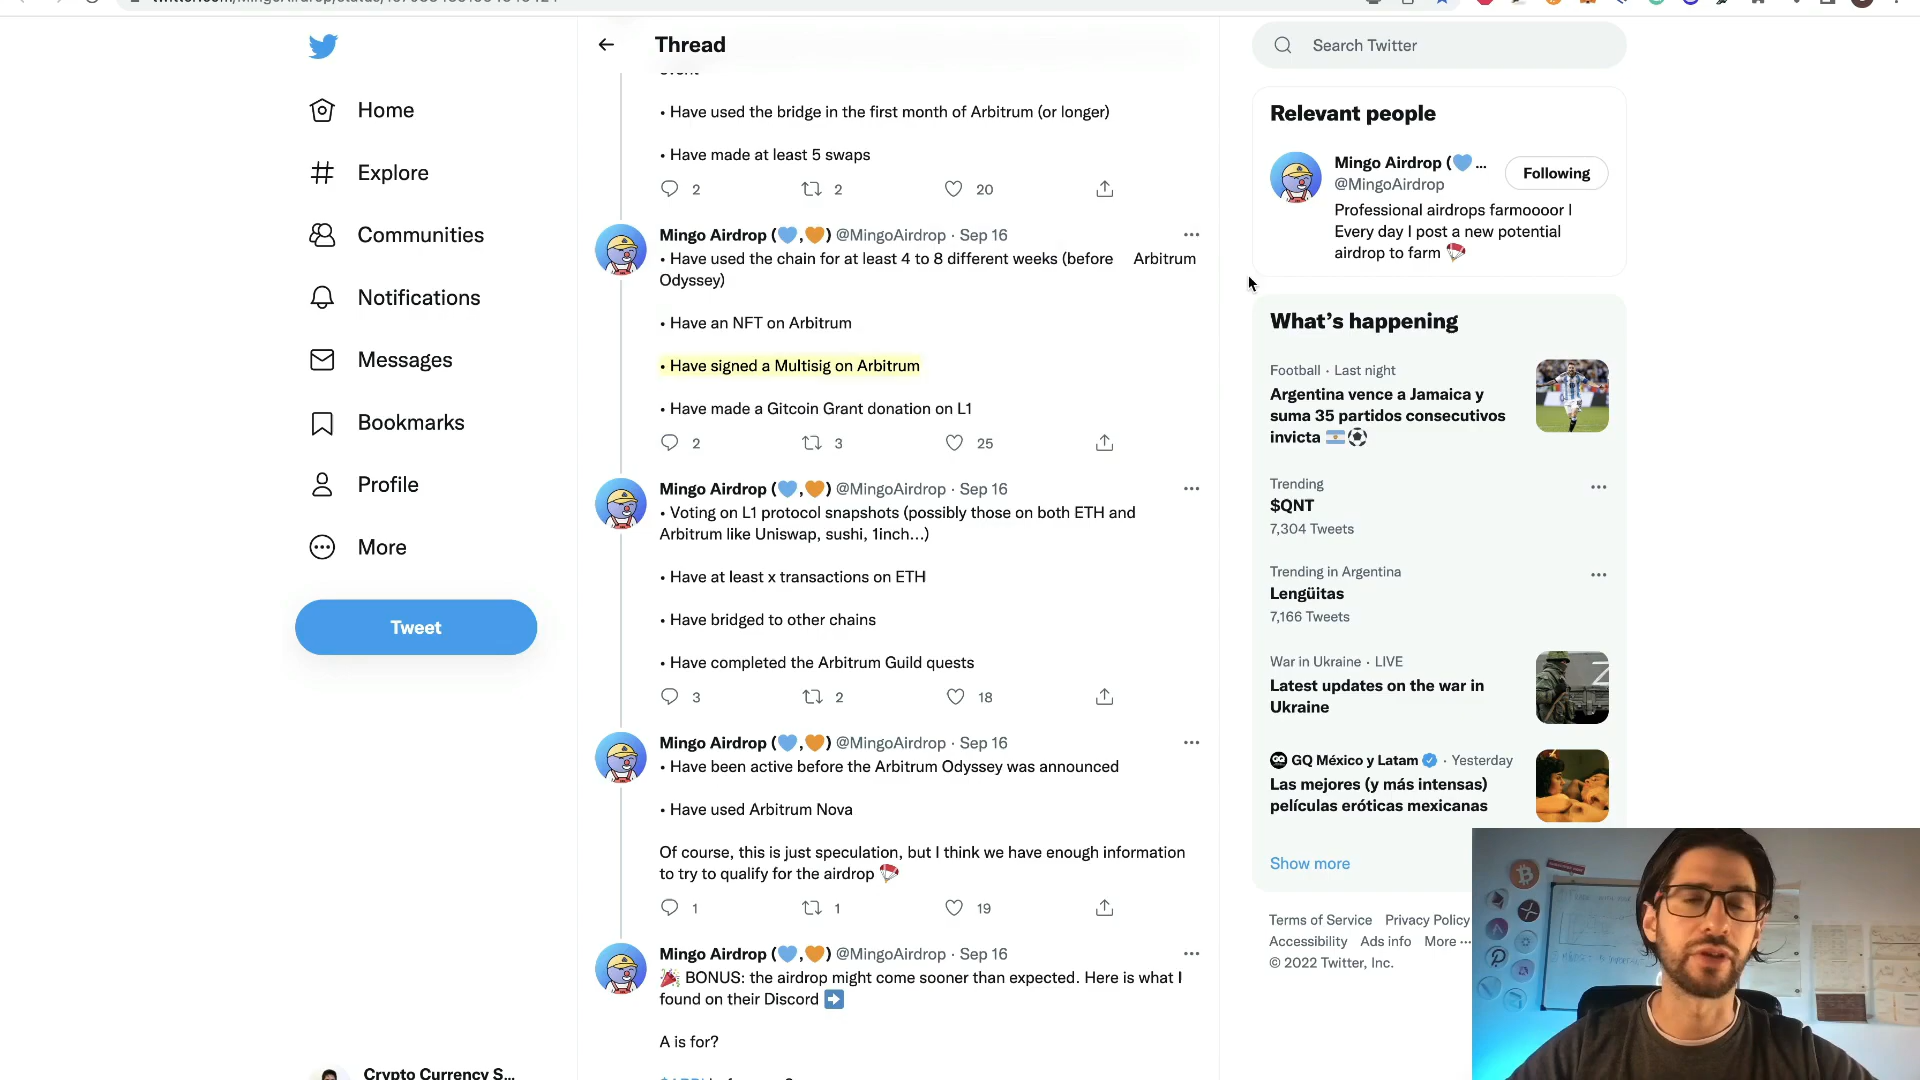 Thread
Search Twitter
Home
Explore
Communities
Notifications
Messages
Bookmarks
Profile
More
Tweet
Crypto Currency S...
• Have used the bridge in the first month of Arbitrum (or longer)
• Have made at least 5 swaps
2 2 20
Mingo Airdrop (💙,🧡) @MingoAirdrop · Sep 16
• Have used the chain for at least 4 to 8 different weeks (before Arbitrum
Odyssey)
• Have an NFT on Arbitrum
• Have signed a Multisig on Arbitrum
• Have made a Gitcoin Grant donation on L1
2 3 25
Mingo Airdrop (💙,🧡) @MingoAirdrop · Sep 16
• Voting on L1 protocol snapshots (possibly those on both ETH and
Arbitrum like Uniswap, sushi, 1inch…)
• Have at least x transactions on ETH
• Have bridged to other chains
• Have completed the Arbitrum Guild quests
3 2 18
Mingo Airdrop (💙,🧡) @MingoAirdrop · Sep 16
• Have been active before the Arbitrum Odyssey was announced
• Have used Arbitrum Nova
Of course, this is just speculation, but I think we have enough information
to try to qualify for the airdrop 🪂
1 1 19
Mingo Airdrop (💙,🧡) @MingoAirdrop · Sep 16
🎉 BONUS: the airdrop might come sooner than expected. Here is what I
found on their Discord ➡️
A is for?
Relevant people
Mingo Airdrop (💙 ...
@MingoAirdrop
Following
Professional airdrops farmoooor I
Every day I post a new potential
airdrop to farm 🪂
What's happening
Football · Last night
Argentina vence a Jamaica y
suma 35 partidos consecutivos
invicta 🇦🇷⚽
Trending
$QNT
7,304 Tweets
Trending in Argentina
Lengüitas
7,166 Tweets
War in Ukraine · LIVE
Latest updates on the war in
Ukraine
GQ México y Latam · Yesterday
Las mejores (y más intensas)
películas eróticas mexicanas
Show more
Terms of Service Privacy Policy
Accessibility Ads info More ...
© 2022 Twitter, Inc.